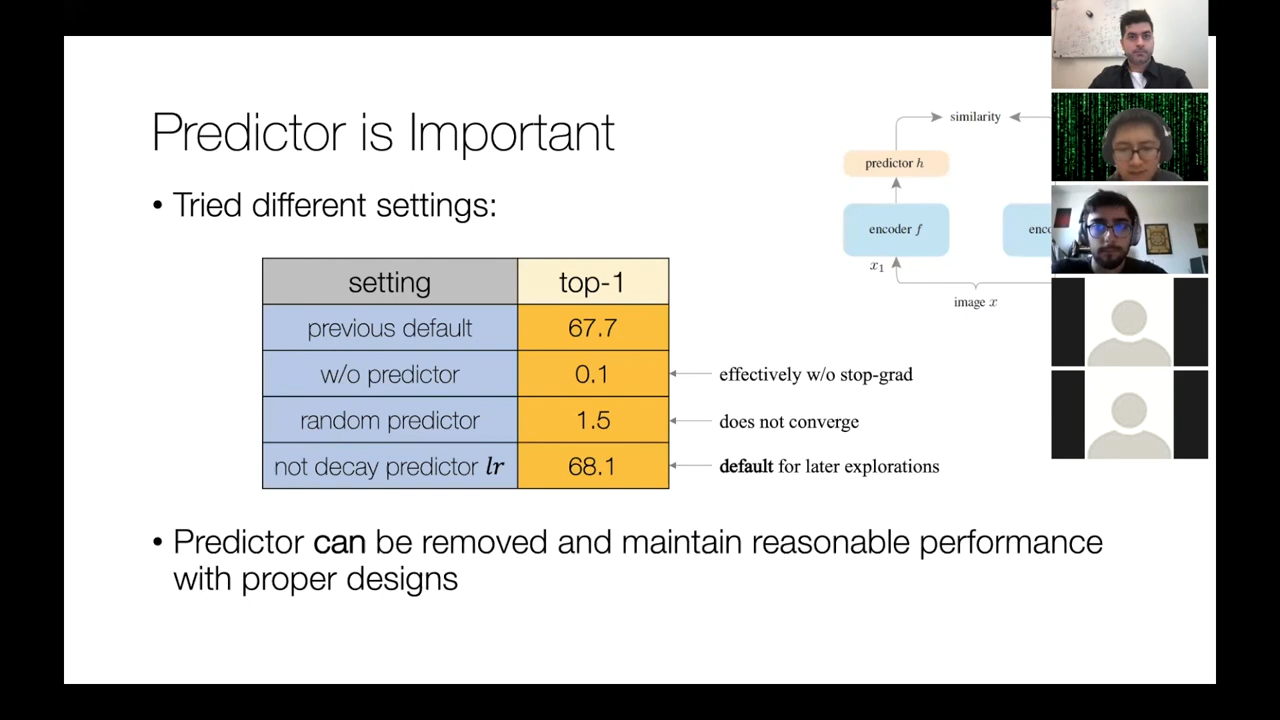 Predictor is Important
• Tried different settings:
setting top-1
previous default 67.7
w/o predictor 0.1 effectively w/o stop-grad
random predictor 1.5 does not converge
not decay predictor lr 68.1 default for later explorations
• Predictor can be removed and maintain reasonable performance
with proper designs
similarity
predictor h
encoder f
x1
image x